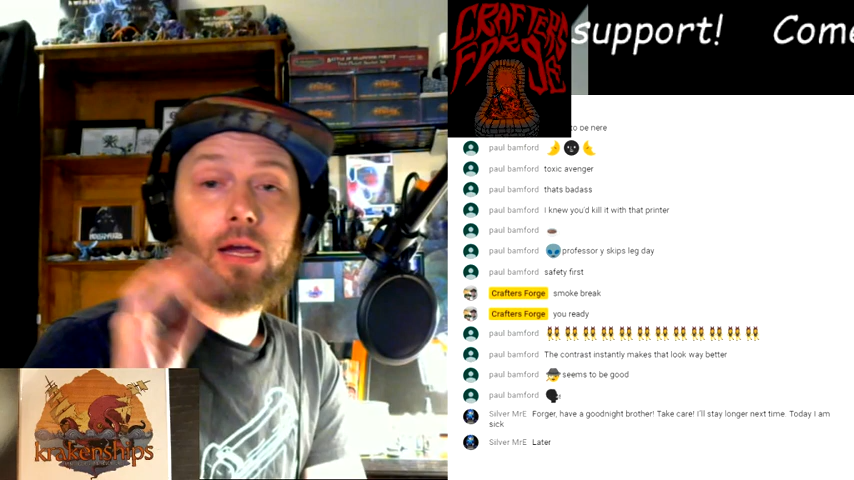 CRAFTERS
FORGE
support! Come
to be here
paul bamford
paul bamford toxic avenger
paul bamford thats badass
paul bamford I knew you'd kill it with that printer
paul bamford
paul bamford professor y skips leg day
paul bamford safety first
Crafters Forge smoke break
Crafters Forge you ready
paul bamford
paul bamford The contrast instantly makes that look way better
paul bamford seems to be good
paul bamford
Silver MrE Forger, have a goodnight brother! Take care! I'll stay longer next time. Today I am
sick
Silver MrE Later
krakenships